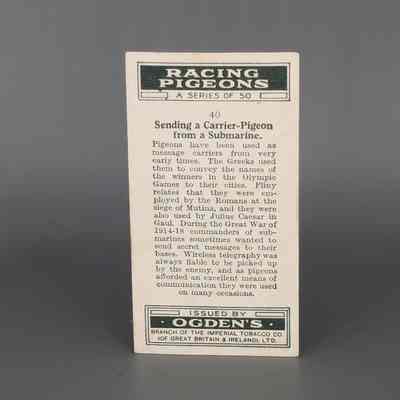 RACING
PIGEONS
A SERIES OF 50
40
Sending a Carrier-Pigeon
from a Submarine.
Pigeons have been used as
message carriers from very
early times. The Greeks used
them to convey the names of
the winners in the Olympic
Games to their cities. Pliny
relates that they were em-
ployed by the Romans at the
siege of Mutina, and they were
also used by Julius Caesar in
Gaul. During the Great War of
1914-18 commanders of sub-
marines sometimes wanted to
send secret messages to their
bases. Wireless telegraphy was
always liable to be picked up
by the enemy, and as pigeons
afforded an excellent means of
communication they were used
on many occasions.
ISSUED BY
OGDEN'S
BRANCH OF THE IMPERIAL TOBACCO CO.
(OF GREAT BRITAIN & IRELAND), LTD.